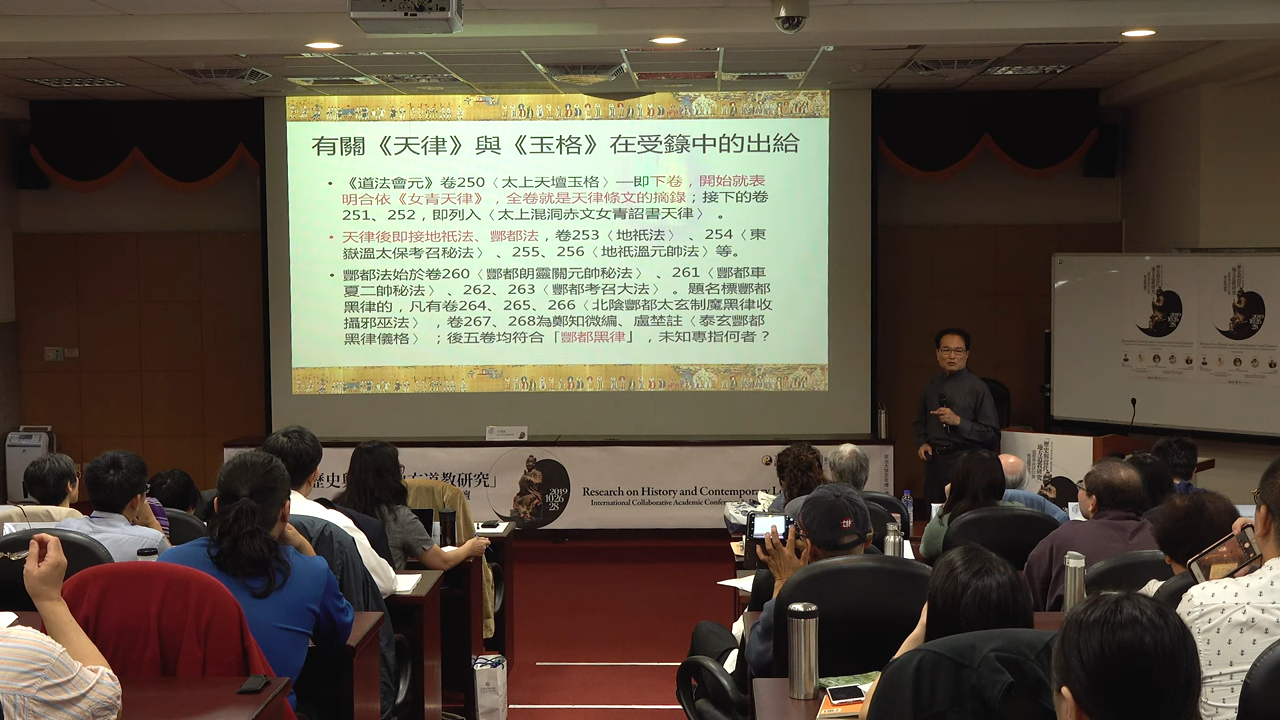 有關《天律》與《玉格》在受籙中的出給
• 《道法會元》卷250〈太上天壇玉格〉—即下卷，開始就表
明合依《女青天律》，全卷就是天律條文的摘錄；接下的卷
251、252，即列入〈太上混洞赤文女青詔書天律〉。
• 天律後即接地祇法、酆都法，卷253〈地祇法〉、254〈東
嶽溫太保考召秘法〉、255、256〈地祇溫元帥法〉等。
• 酆都法始於卷260〈酆都朗靈關元帥秘法〉、261〈酆都車
夏二帥秘法〉、262、263〈酆都考召大法〉。題名標酆都
黑律的，凡有卷264、265、266〈北陰酆都太玄制魔黑律收
攝邪巫法〉，卷267、268為鄭知微編、盧埜註〈泰玄酆都
黑律儀格〉；後五卷均符合「酆都黑律」，未知專指何者？
道教研究」
2019
10/26
28
Research on History and Contemporary
International Collaborative Academic